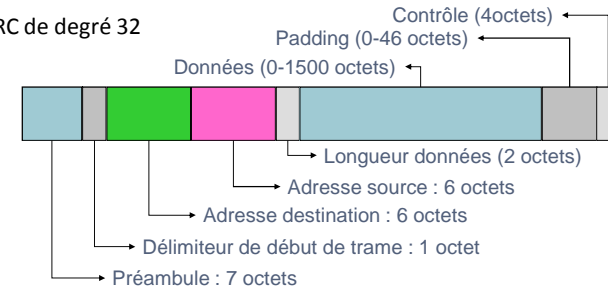 RC de degré 32
Contrôle (4octets)
Padding (0-46 octets)
Données (0-1500 octets)
Longueur données (2 octets)
Adresse source : 6 octets
Adresse destination : 6 octets
Délimiteur de début de trame : 1 octet
Préambule : 7 octets